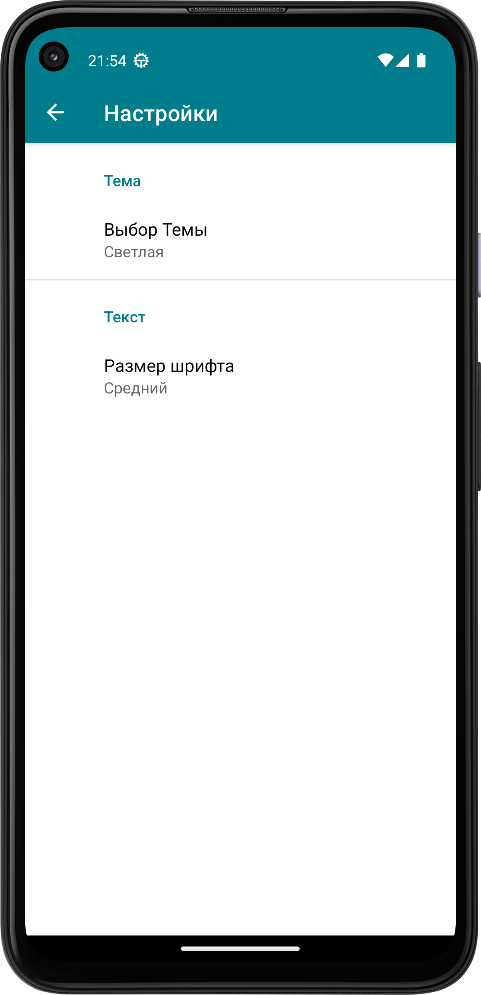 21:54
Настройки
Тема
Выбор Темы
Светлая
Текст
Размер шрифта
Средний